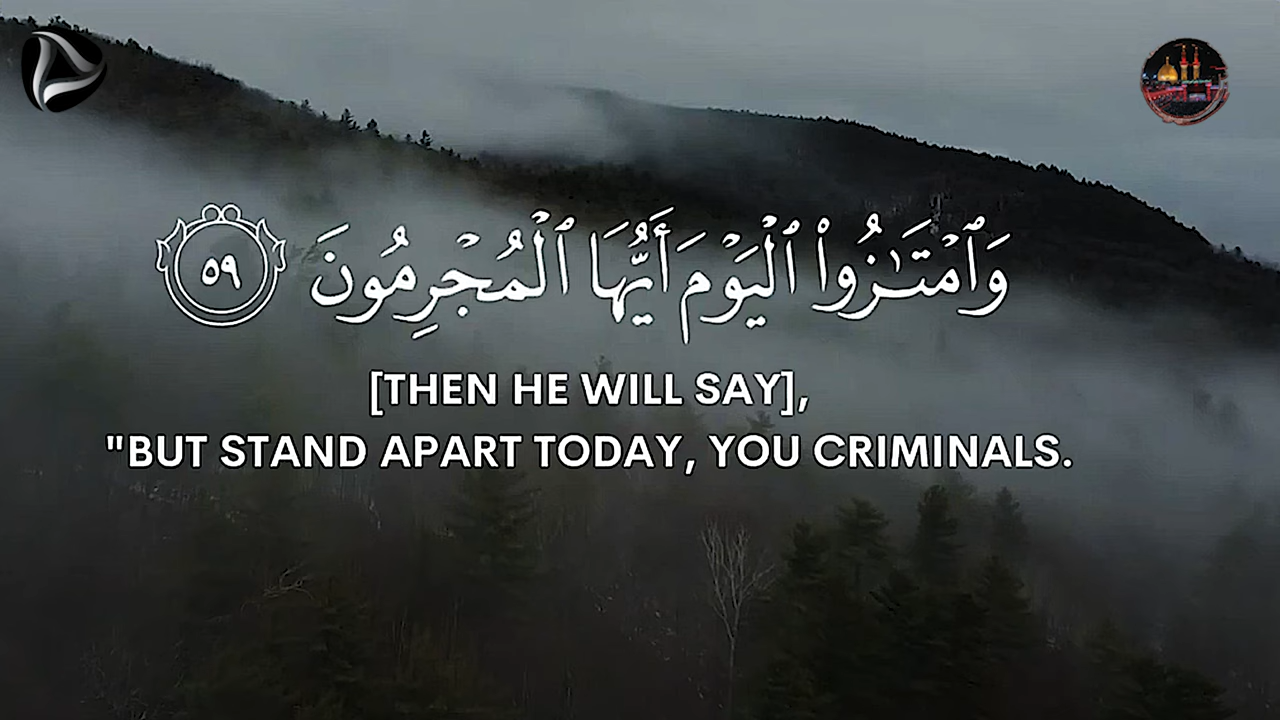 وَٱمْتَـٰزُوا۟ ٱلْيَوْمَ أَيُّهَا ٱلْمُجْرِمُونَ ٥٩
[THEN HE WILL SAY],
"BUT STAND APART TODAY, YOU CRIMINALS.